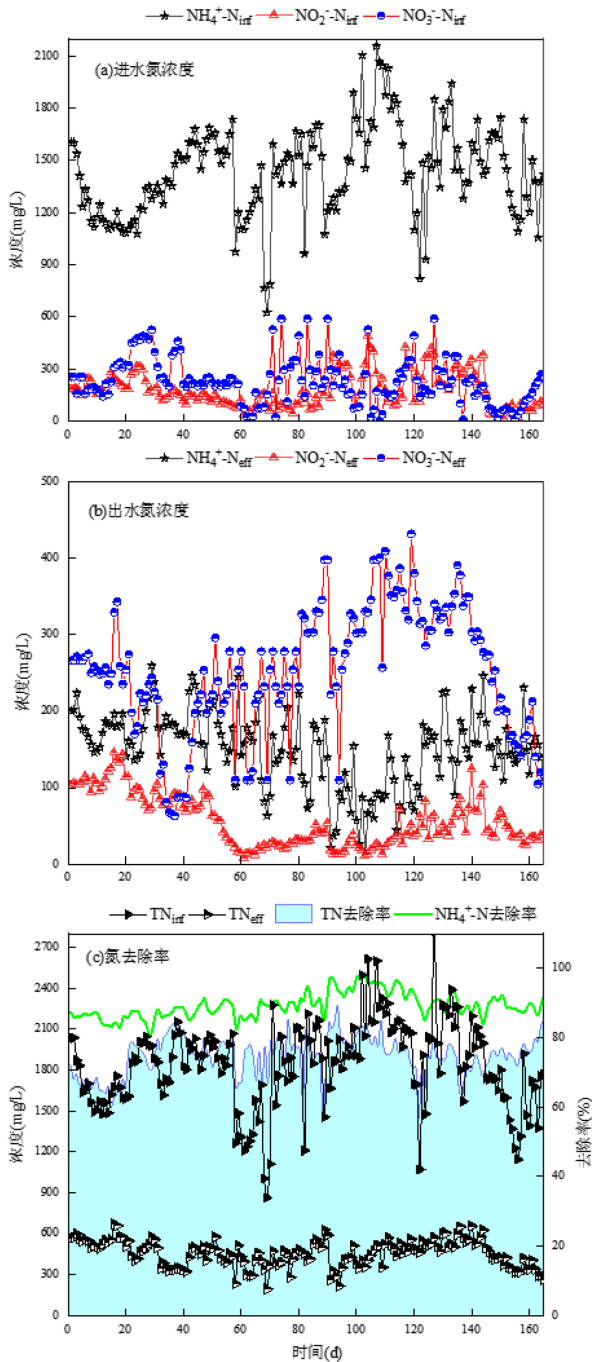 NH₄⁺-Nᵢₙf NO₂⁻-Nᵢₙf NO₃⁻-Nᵢₙf
(a)进水氮浓度
浓度(mg/L)
2100
1800
1500
1200
900
600
300
0
0 20 40 60 80 100 120 140 160
NH₄⁺-Neff NO₂⁻-Neff NO₃⁻-Neff
(b)出水氮浓度
浓度(mg/L)
500
400
300
200
100
0
0 20 40 60 80 100 120 140 160
TNinf TNeff TN去除率 NH₄⁺-N去除率
(c)氮去除率
浓度(mg/L)
2700
2400
2100
1800
1500
1200
900
600
300
0
100
80
60
40
20
0
去除率(%)
0 20 40 60 80 100 120 140 160
时间(d)